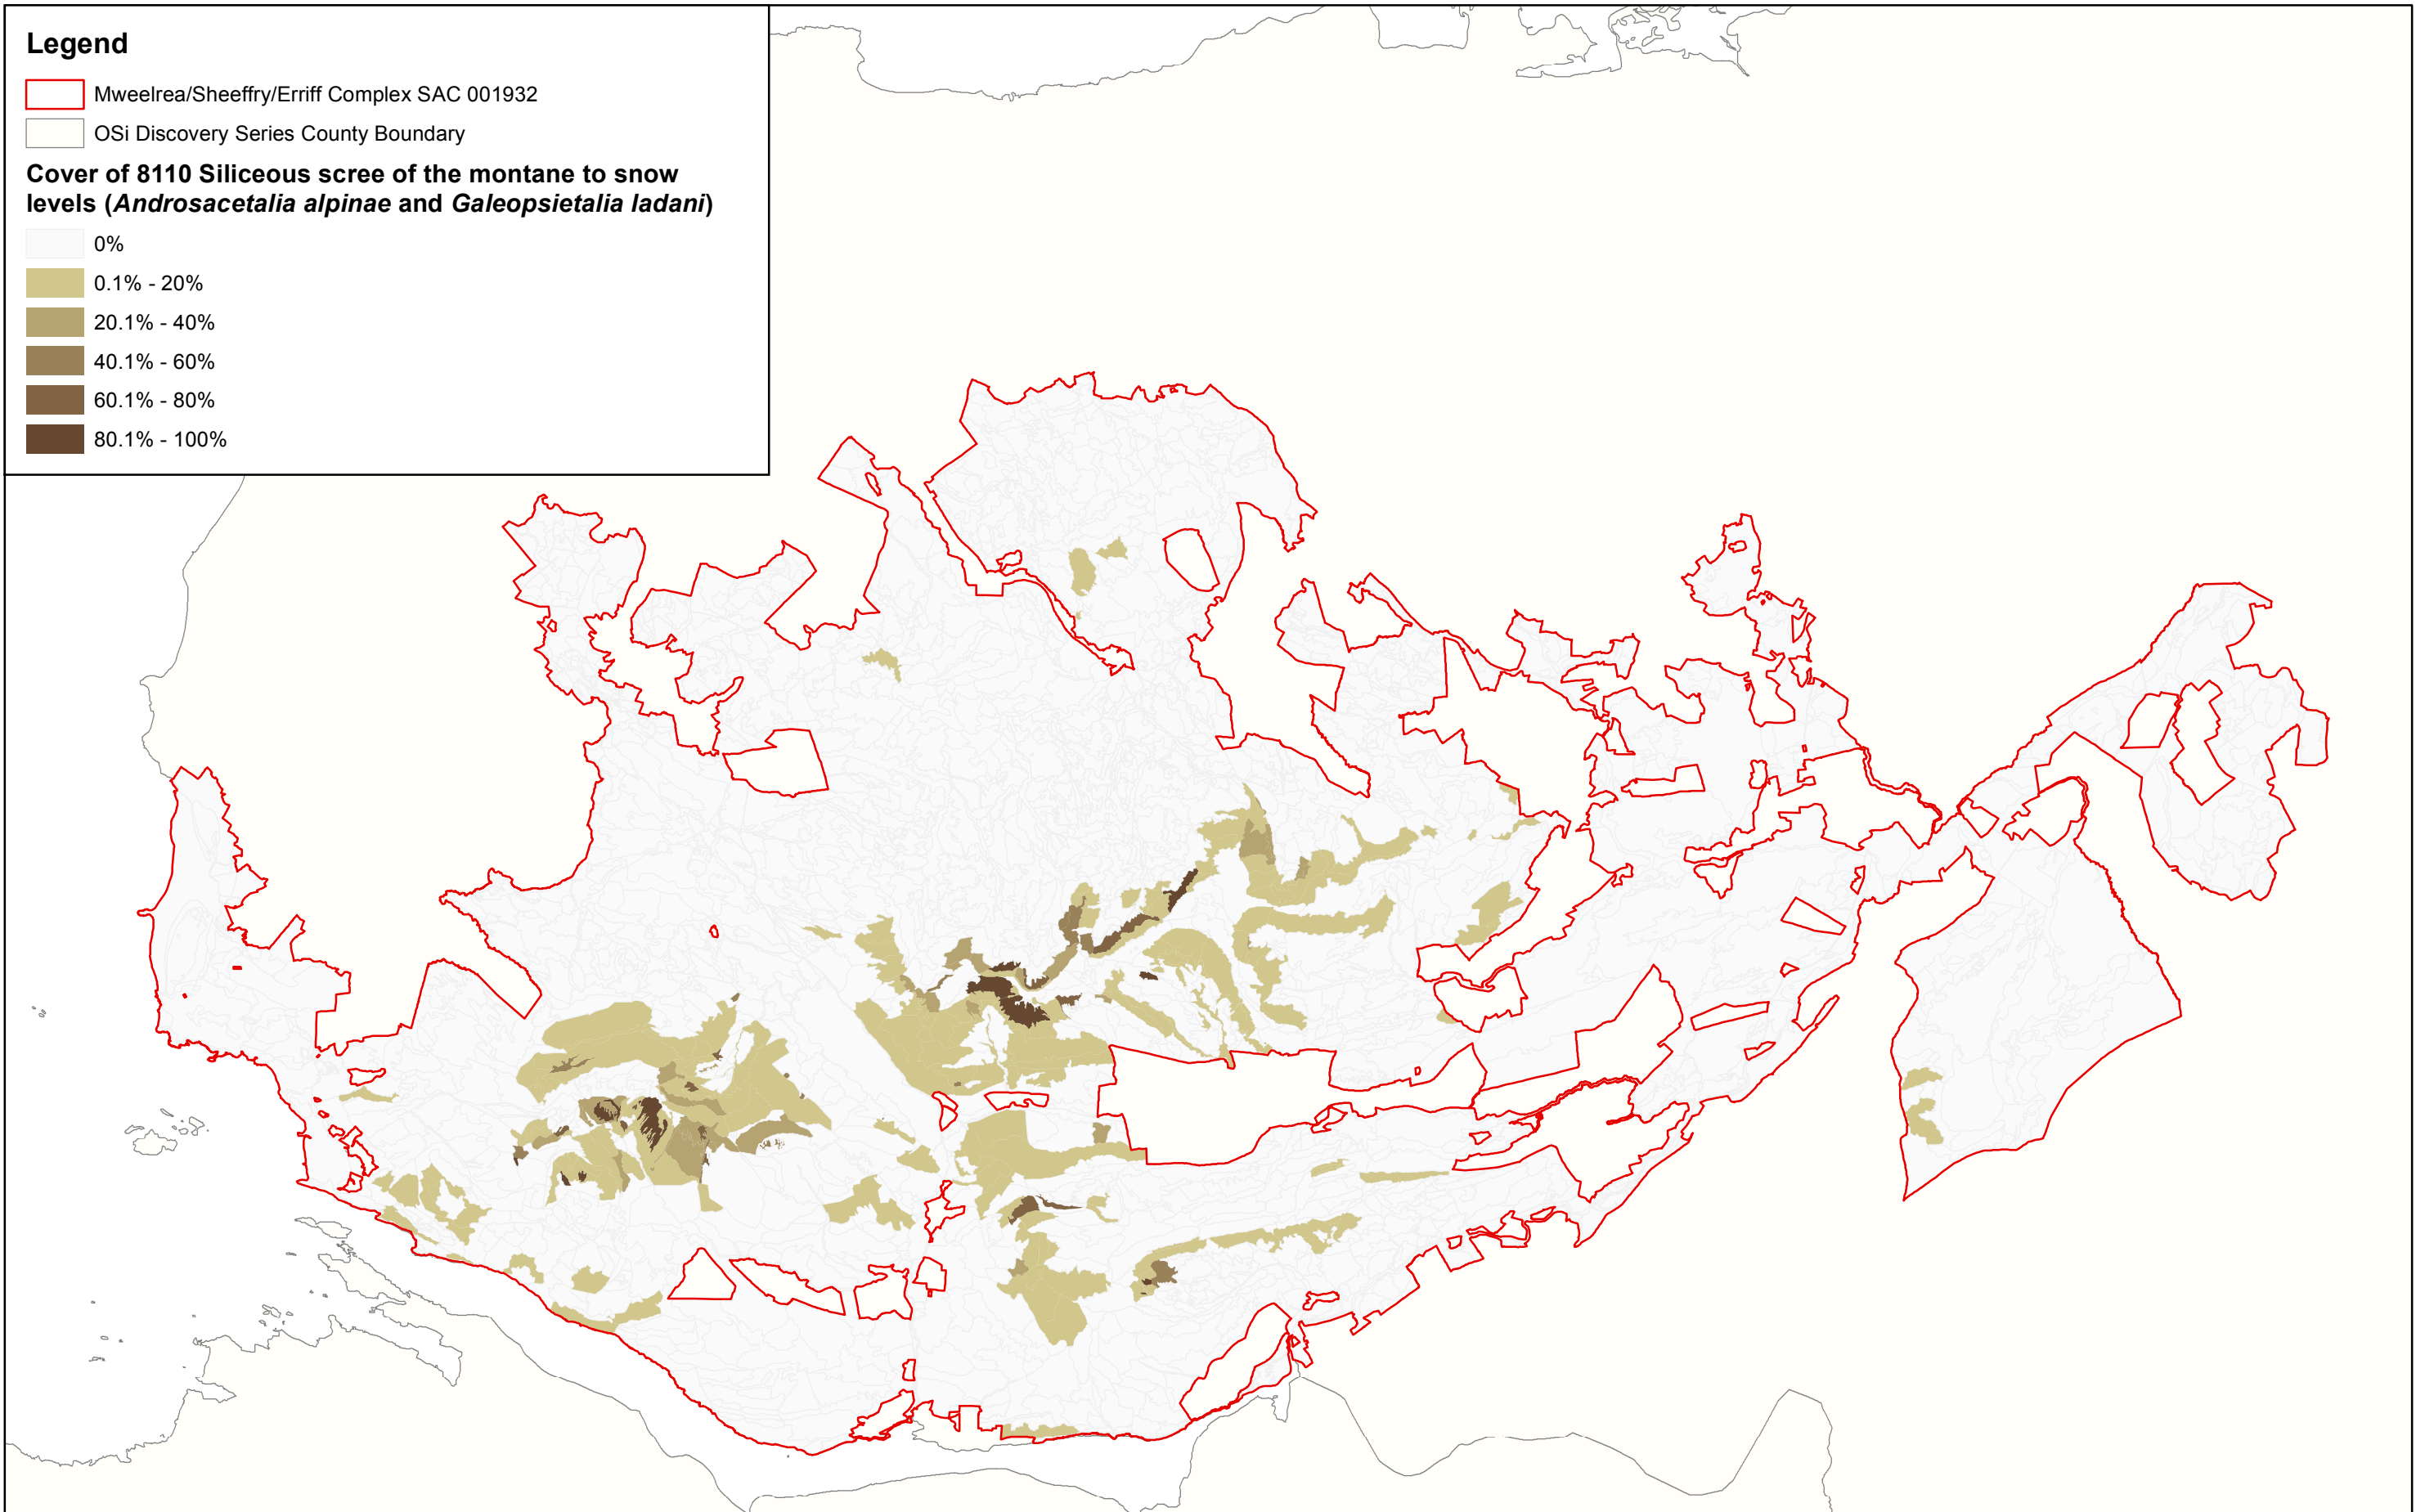 Legend
Mweelrea/Sheeffry/Erriff Complex SAC 001932
OSi Discovery Series County Boundary
Cover of 8110 Siliceous scree of the montane to snow
levels (Androsacetalia alpinae and Galeopsietalia ladani)
0%
0.1% - 20%
20.1% - 40%
40.1% - 60%
60.1% - 80%
80.1% - 100%